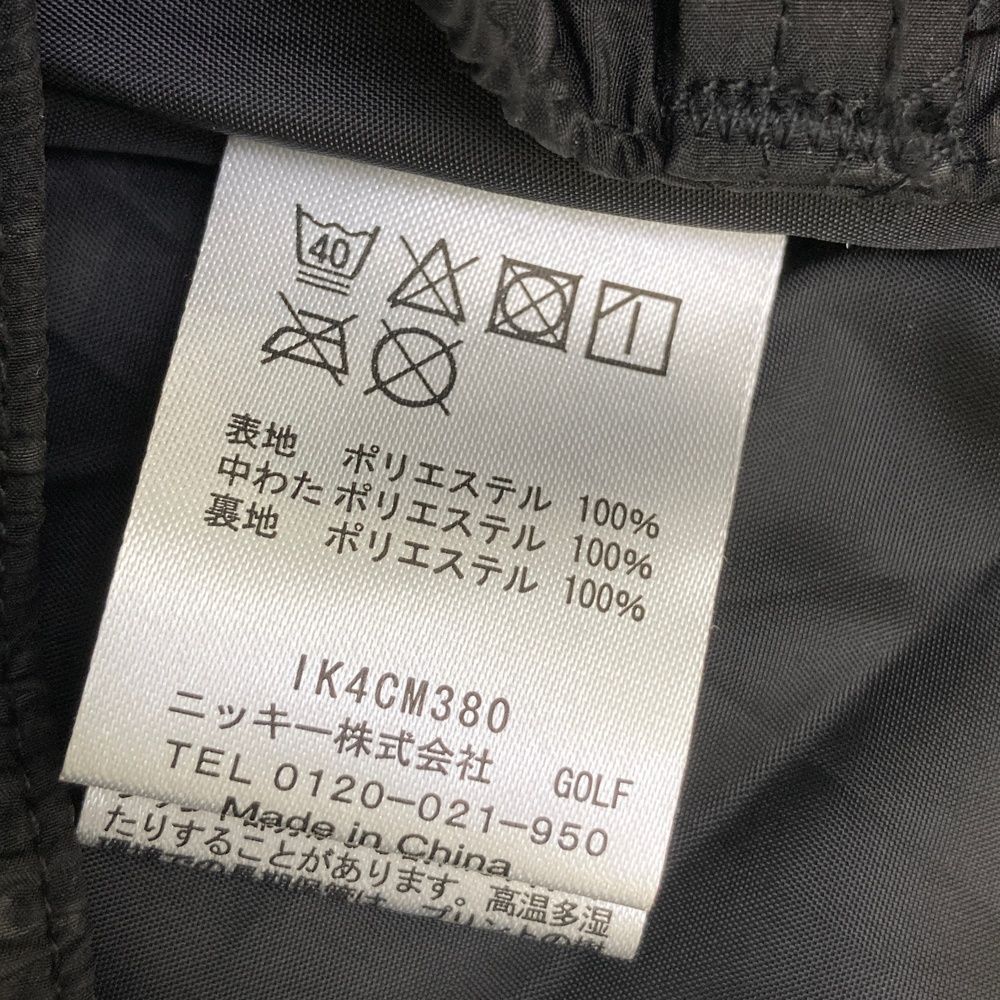 40
表地 ポリエステル 100%
中わた ポリエステル 100%
裏地 ポリエステル 100%
IK4CM380
ニッキー株式会社 GOLF
TEL 0120-021-950
Made in China
たりすることがあります。高温多湿